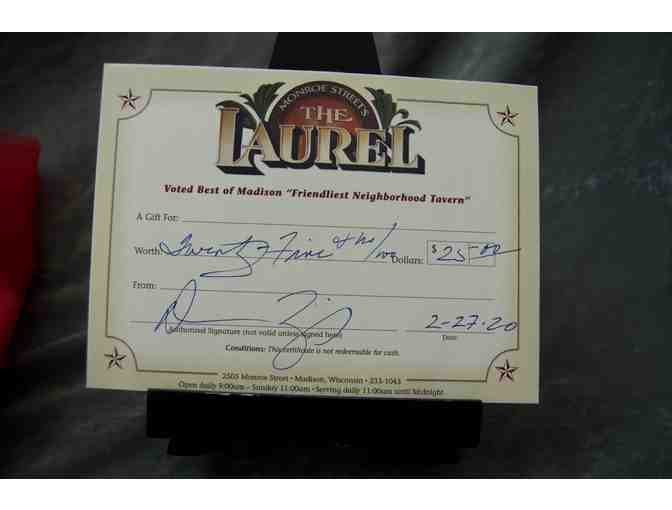 MONROE STREET'S
THE
LAUREL
Voted Best of Madison "Friendliest Neighborhood Tavern"
A Gift For:
Worth Twenty Five & no/100 Dollars: $ 25.00
From:
2-27-20
Authorized Signature (not valid unless signed here) Date:
Conditions: This certificate is not redeemable for cash.
2505 Monroe Street • Madison, Wisconsin • 233-1043
Open daily 9:00am - Sunday 11:00am • Serving daily 11:00am until Midnight